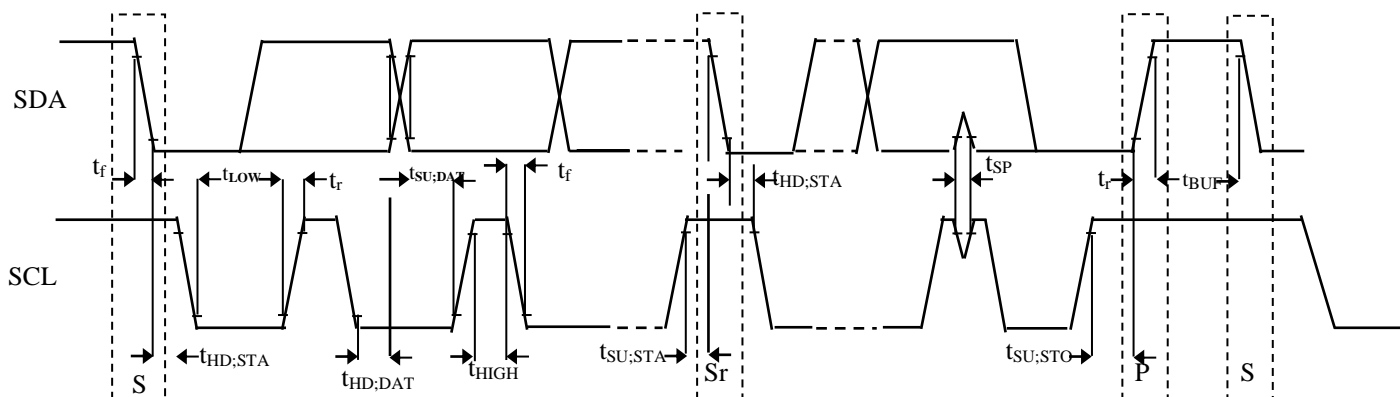 SDA
t_f
t_LOW
t_r
t_SU;DAT
t_f
t_HD;STA
t_SP
t_r
t_BUF
SCL
S
t_HD;STA
t_HD;DAT
t_HIGH
t_SU;STA
Sr
t_SU;STO
P
S